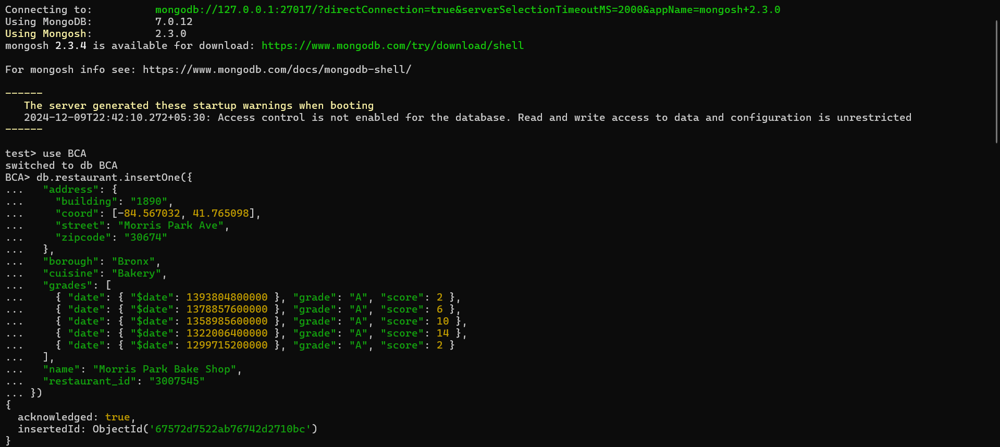 Connecting to:          mongodb://127.0.0.1:27017/?directConnection=true&serverSelectionTimeoutMS=2000&appName=mongosh+2.3.0
Using MongoDB:          7.0.12
Using Mongosh:          2.3.0
mongosh 2.3.4 is available for download: https://www.mongodb.com/try/download/shell

For mongosh info see: https://www.mongodb.com/docs/mongodb-shell/

------
   The server generated these startup warnings when booting
   2024-12-09T22:42:10.272+05:30: Access control is not enabled for the database. Read and write access to data and configuration is unrestricted
------

test> use BCA
switched to db BCA
BCA> db.restaurant.insertOne({
...   "address": {
...     "building": "1890",
...     "coord": [-84.567032, 41.765098],
...     "street": "Morris Park Ave",
...     "zipcode": "30674"
...   },
...   "borough": "Bronx",
...   "cuisine": "Bakery",
...   "grades": [
...     { "date": { "$date": 1393804800000 }, "grade": "A", "score": 2 },
...     { "date": { "$date": 1378857600000 }, "grade": "A", "score": 6 },
...     { "date": { "$date": 1358985600000 }, "grade": "A", "score": 10 },
...     { "date": { "$date": 1322006400000 }, "grade": "A", "score": 14 },
...     { "date": { "$date": 1299715200000 }, "grade": "A", "score": 2 }
...   ],
...   "name": "Morris Park Bake Shop",
...   "restaurant_id": "3007545"
... })
{
  acknowledged: true,
  insertedId: ObjectId('67572d7522ab76742d2710bc')
}